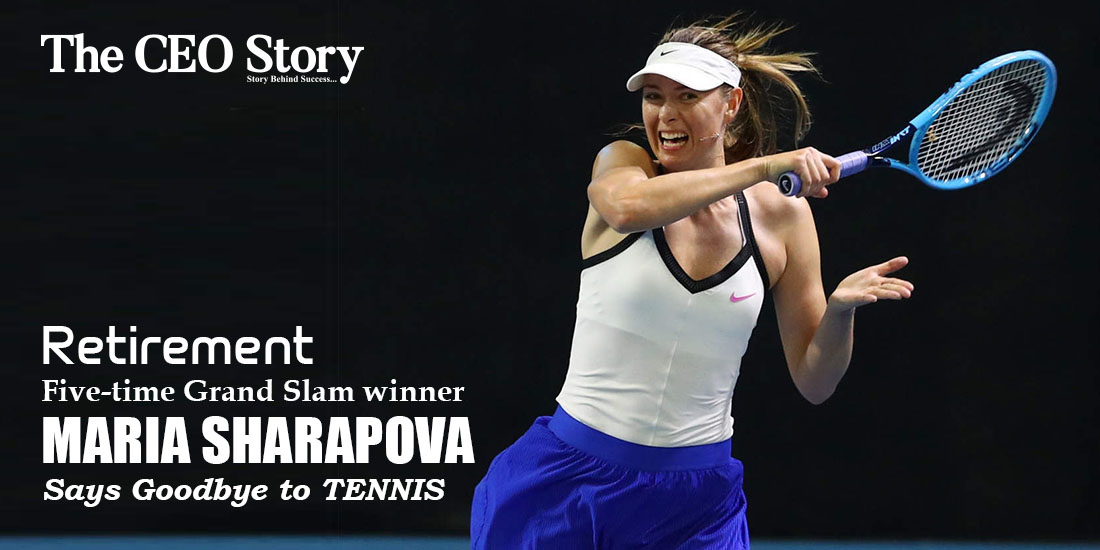 The CEO Story
Story Behind Success...
Retirement
Five-time Grand Slam winner
MARIA SHARAPOVA
Says Goodbye to TENNIS